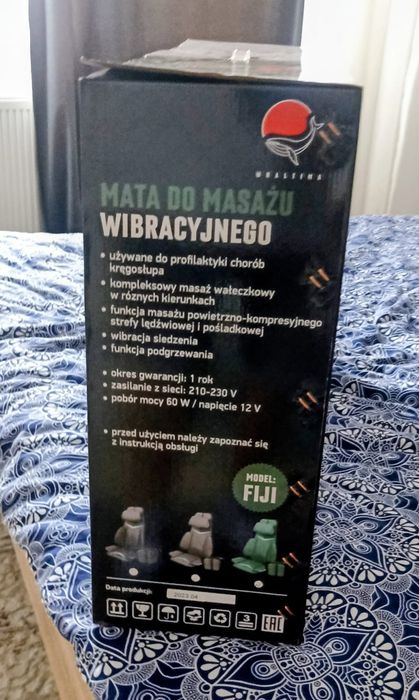 MATA DO MASAŻU
WIBRACYJNEGO
• używane do profilaktyki chorób
kręgosłupa
• kompleksowy masaż wałeczkowy
w różnych kierunkach
• funkcja masażu powietrzno-kompresyjnego
strefy lędźwiowej i pośladkowej
• wibracja siedzenia
• funkcja podgrzewania
• okres gwarancji: 1 rok
• zasilanie z sieci: 210-230 V
• pobór mocy 60 W / napięcie 12 V
• przed użyciem należy zapoznać się
z instrukcją obsługi
MODEL:
FIJI
Data produkcji:
2023 04
3
EAC